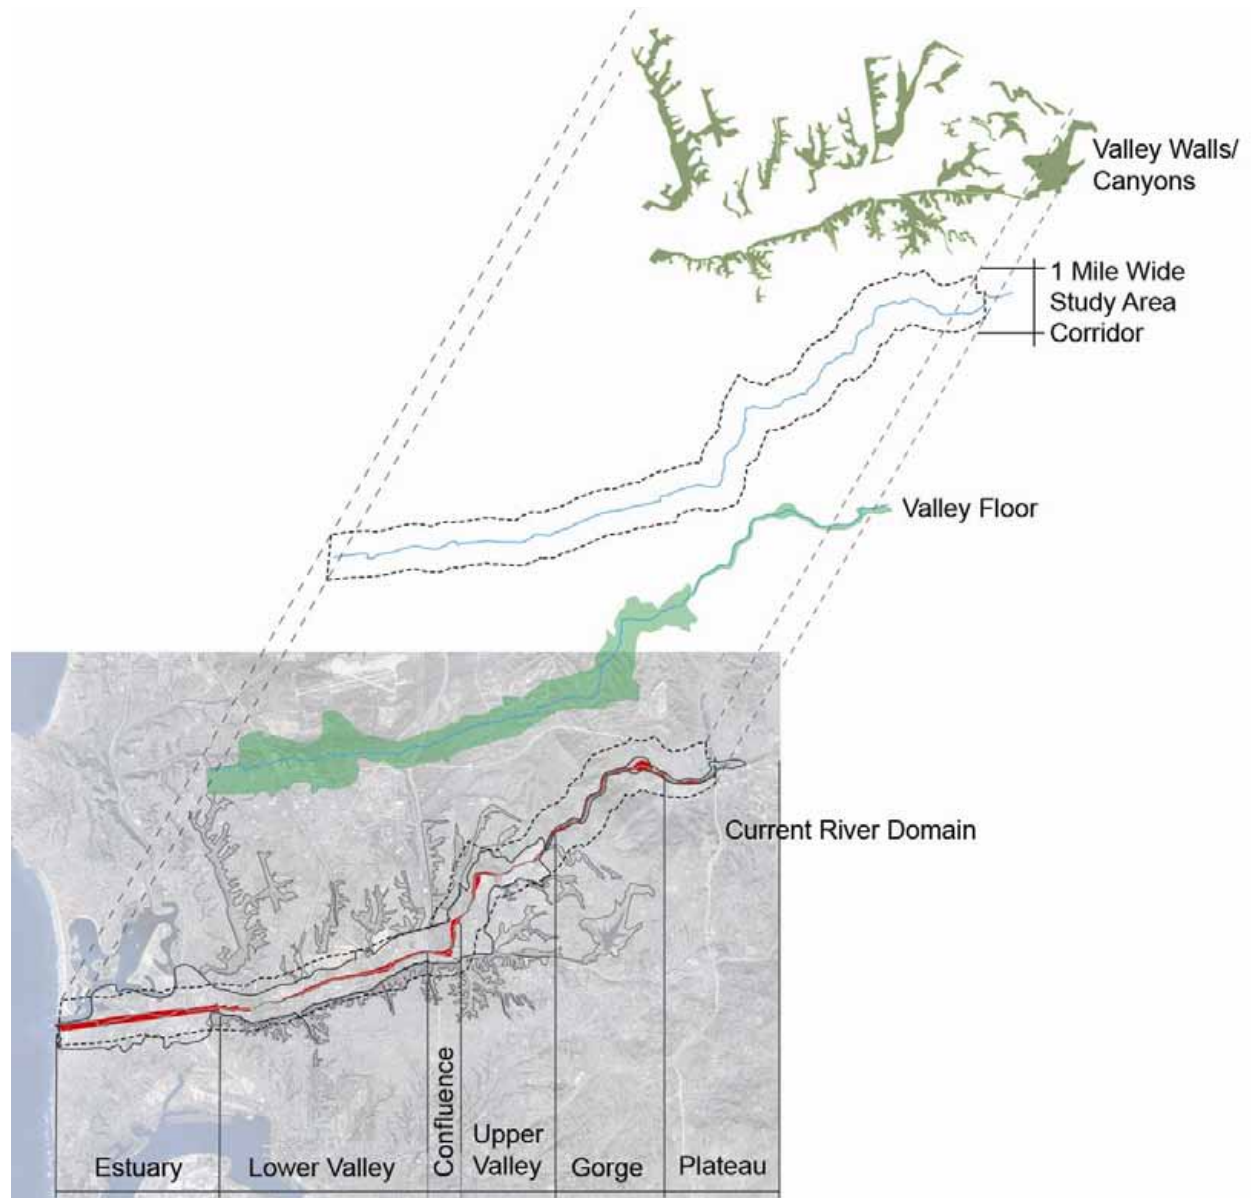 Valley Walls/
Canyons
1 Mile Wide
Study Area
Corridor
Valley Floor
Current River Domain
Estuary
Lower Valley
Confluence
Upper
Valley
Gorge
Plateau